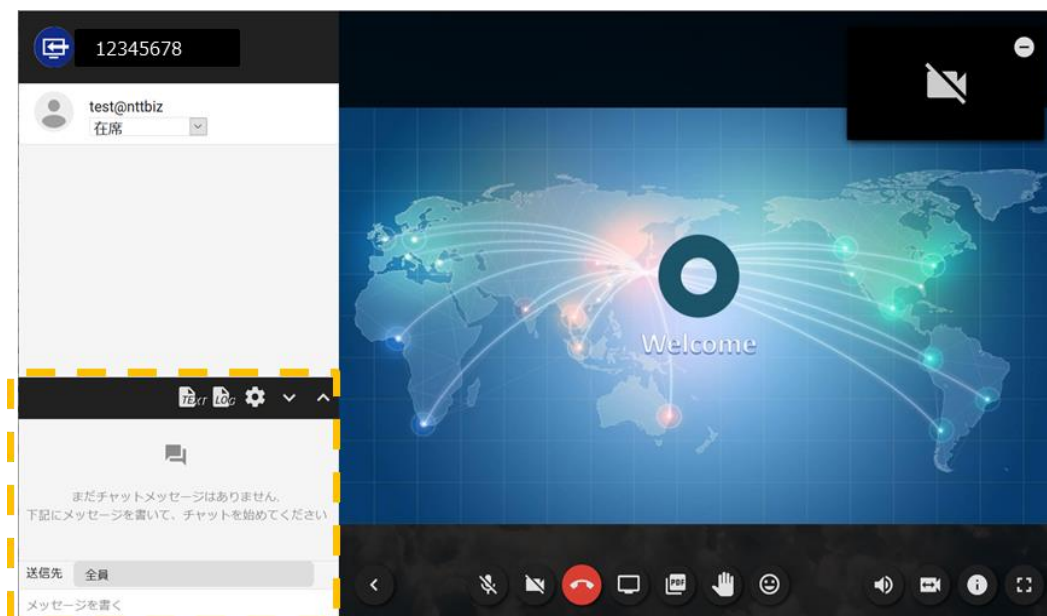 12345678
test@nttbiz
在席
TEXT LOG
まだチャットメッセージはありません.
下記にメッセージを書いて、チャットを始めてください
送信先 全員
メッセージを書く
Welcome
PDF